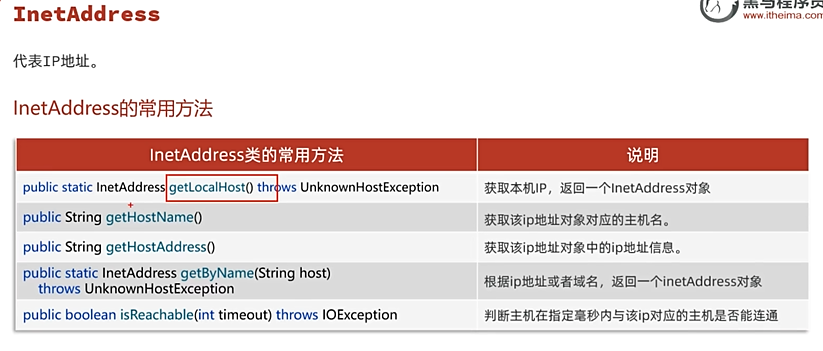 InetAddress
黑马程序员
www.itheima.com
代表IP地址。
InetAddress的常用方法
InetAddress类的常用方法 说明
public static InetAddress getLocalHost() throws UnknownHostException 获取本机IP，返回一个InetAddress对象
public String getHostName() 获取该ip地址对象对应的主机名。
public String getHostAddress() 获取该ip地址对象中的ip地址信息。
public static InetAddress getByName(String host)
throws UnknownHostException 根据ip地址或者域名，返回一个inetAddress对象
public boolean isReachable(int timeout) throws IOException 判断主机在指定毫秒内与该ip对应的主机是否能连通